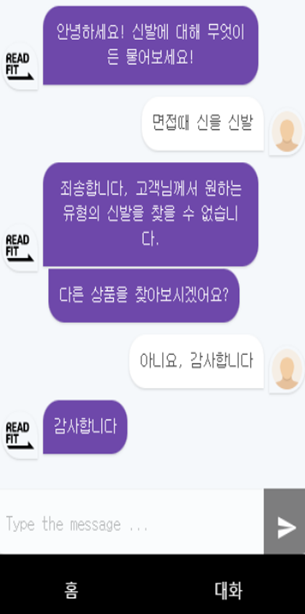 안녕하세요! 신발에 대해 무엇이
든 물어보세요!
READ
FIT
면접때 신을 신발
죄송합니다, 고객님께서 원하는
유형의 신발을 찾을 수 없습니
다.
READ
FIT
다른 상품을 찾아보시겠어요?
아니요, 감사합니다
감사합니다
READ
FIT
Type the message ...
홈 대화